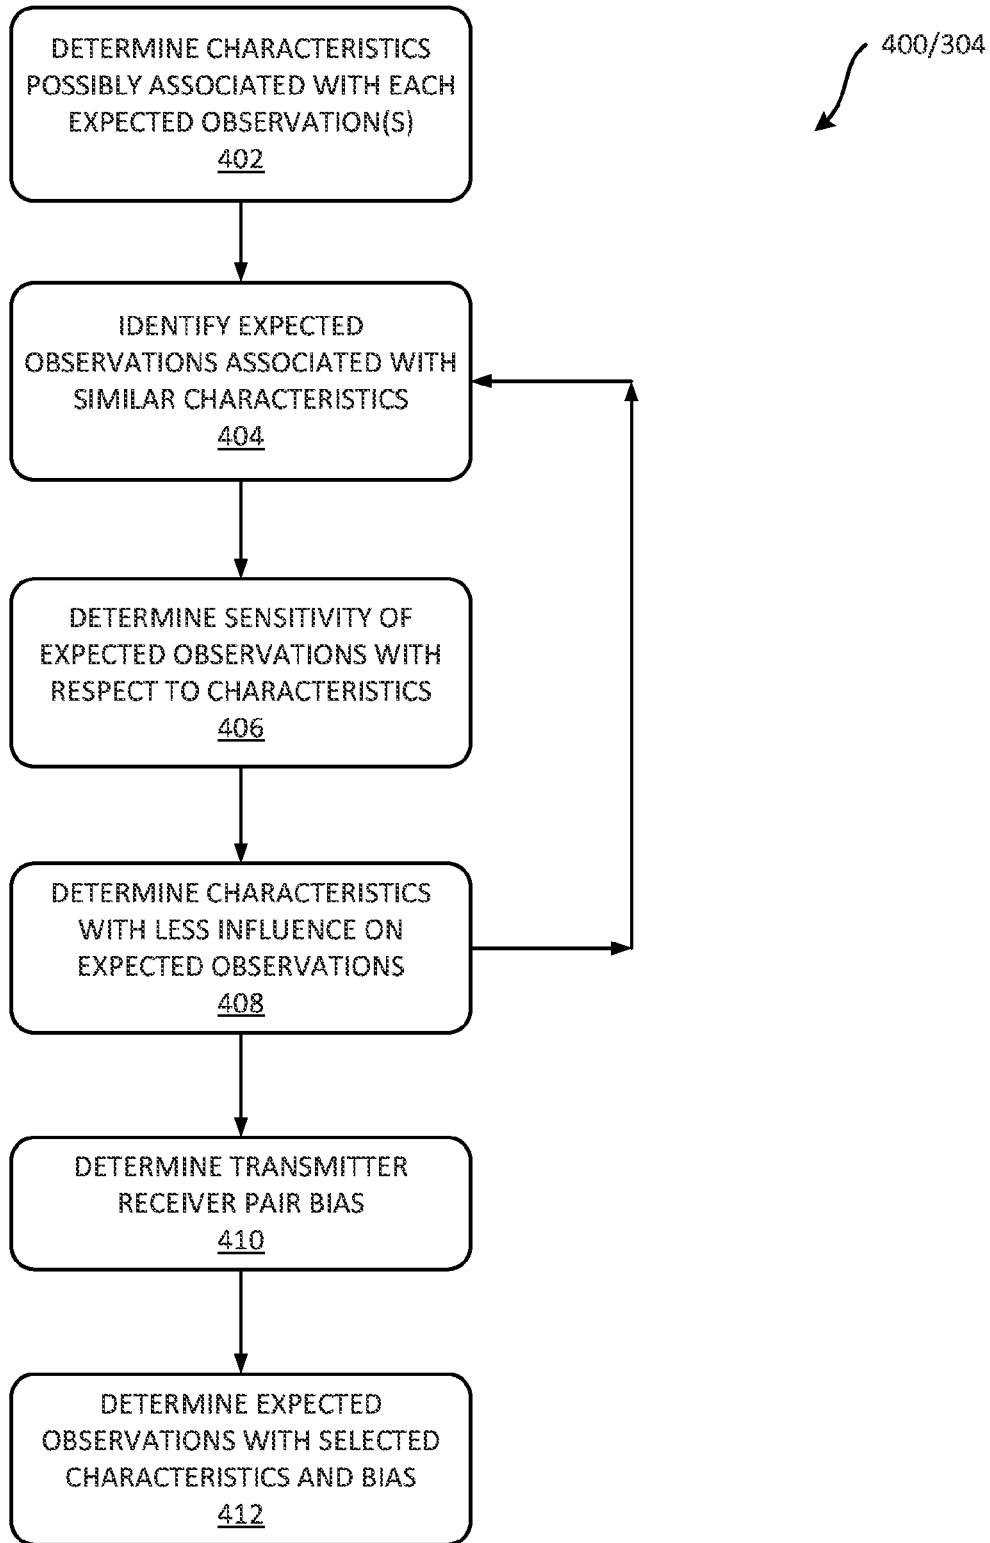 DETERMINE CHARACTERISTICS
POSSIBLY ASSOCIATED WITH EACH
EXPECTED OBSERVATION(S)
402
400/304
IDENTIFY EXPECTED
OBSERVATIONS ASSOCIATED WITH
SIMILAR CHARACTERISTICS
404
DETERMINE SENSITIVITY OF
EXPECTED OBSERVATIONS WITH
RESPECT TO CHARACTERISTICS
406
DETERMINE CHARACTERISTICS
WITH LESS INFLUENCE ON
EXPECTED OBSERVATIONS
408
DETERMINE TRANSMITTER
RECEIVER PAIR BIAS
410
DETERMINE EXPECTED
OBSERVATIONS WITH SELECTED
CHARACTERISTICS AND BIAS
412